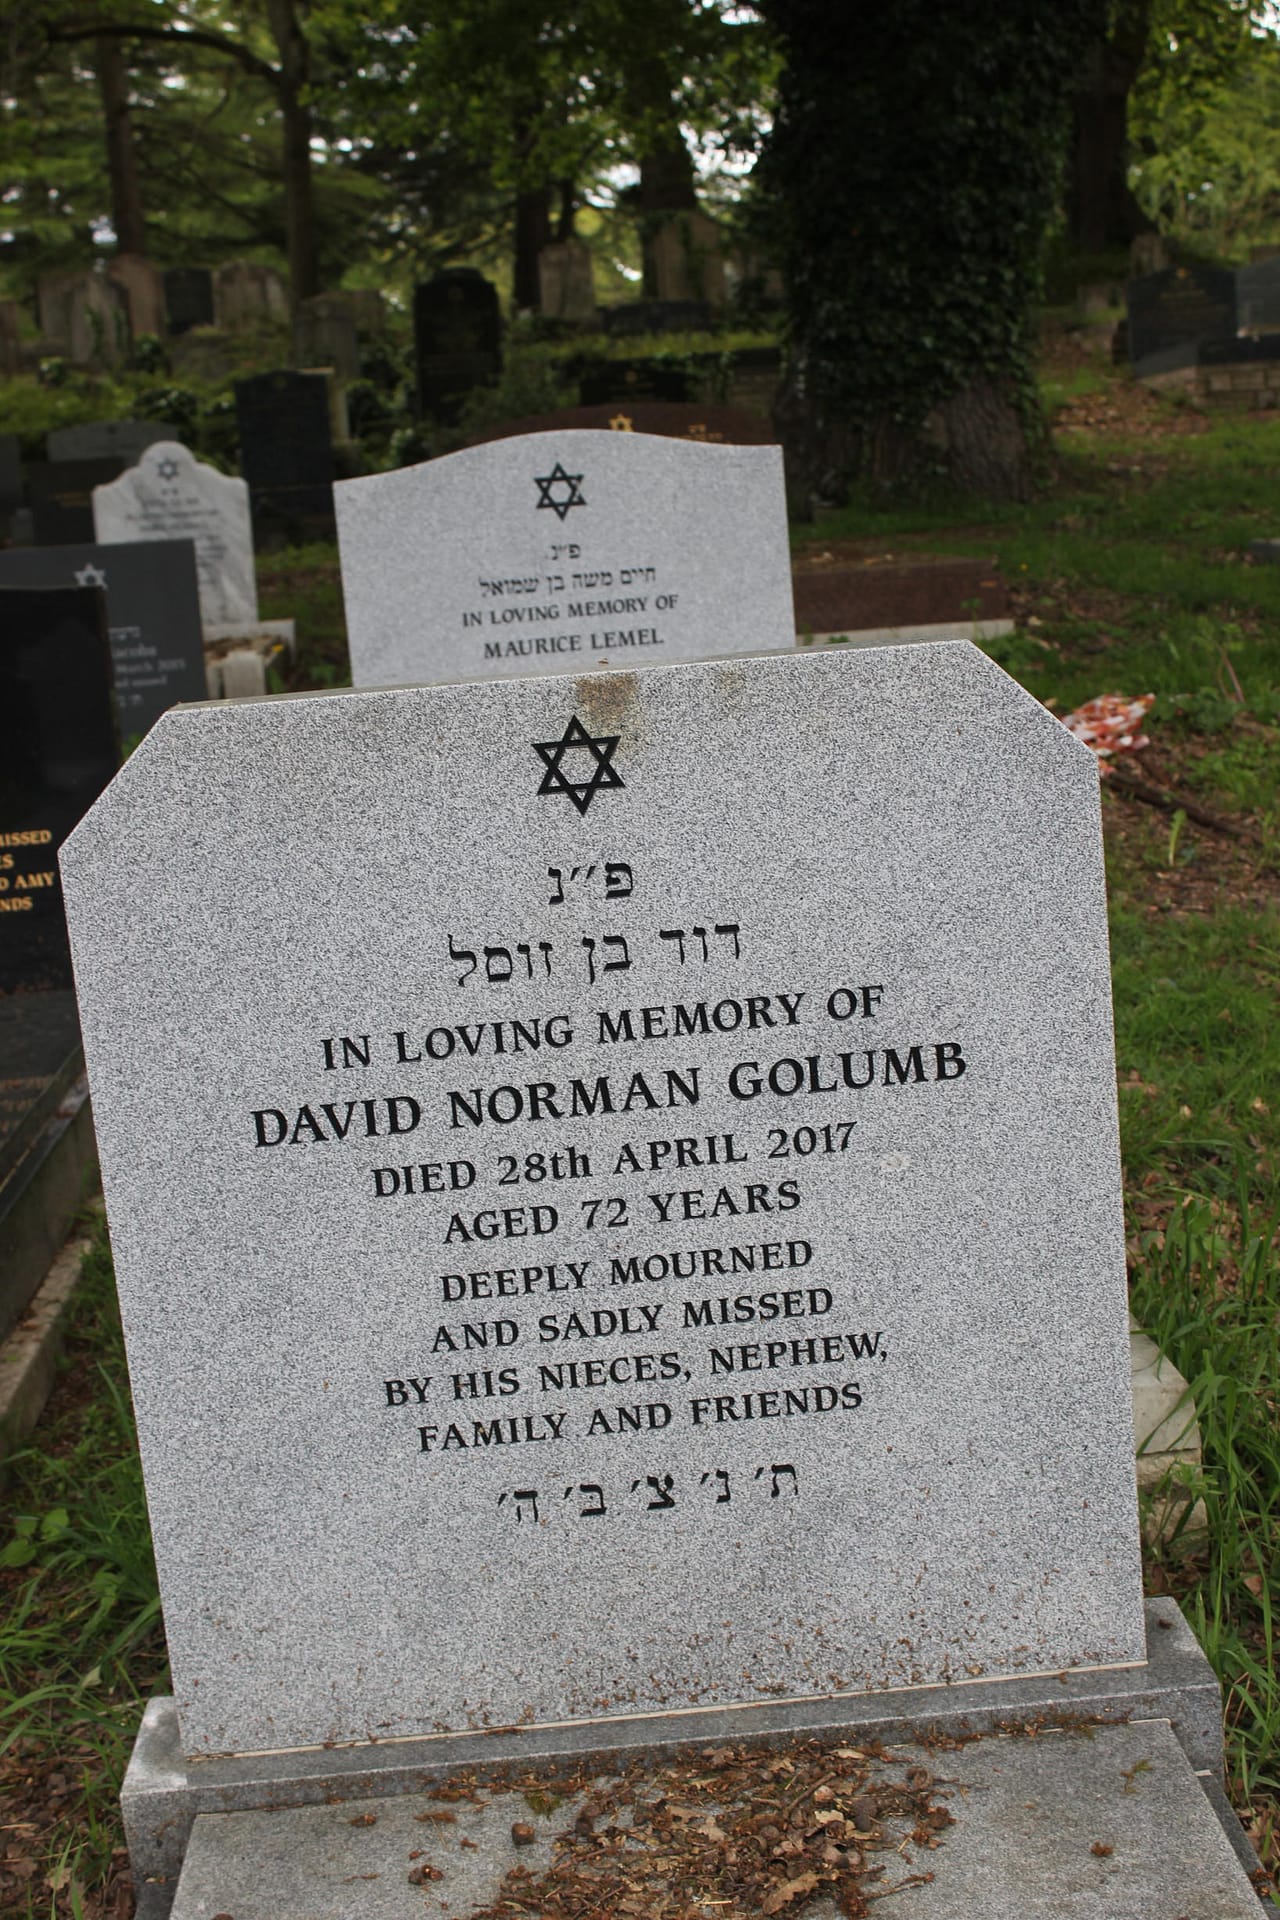 פ״נ
חיים משה בן שמואל
IN LOVING MEMORY OF
MAURICE LEMEL
פ״נ
דוד בן זוסל
IN LOVING MEMORY OF
DAVID NORMAN GOLUMB
DIED 28th APRIL 2017
AGED 72 YEARS
DEEPLY MOURNED
AND SADLY MISSED
BY HIS NIECES, NEPHEW,
FAMILY AND FRIENDS
ת׳ נ׳ צ׳ ב׳ ה׳
AMY